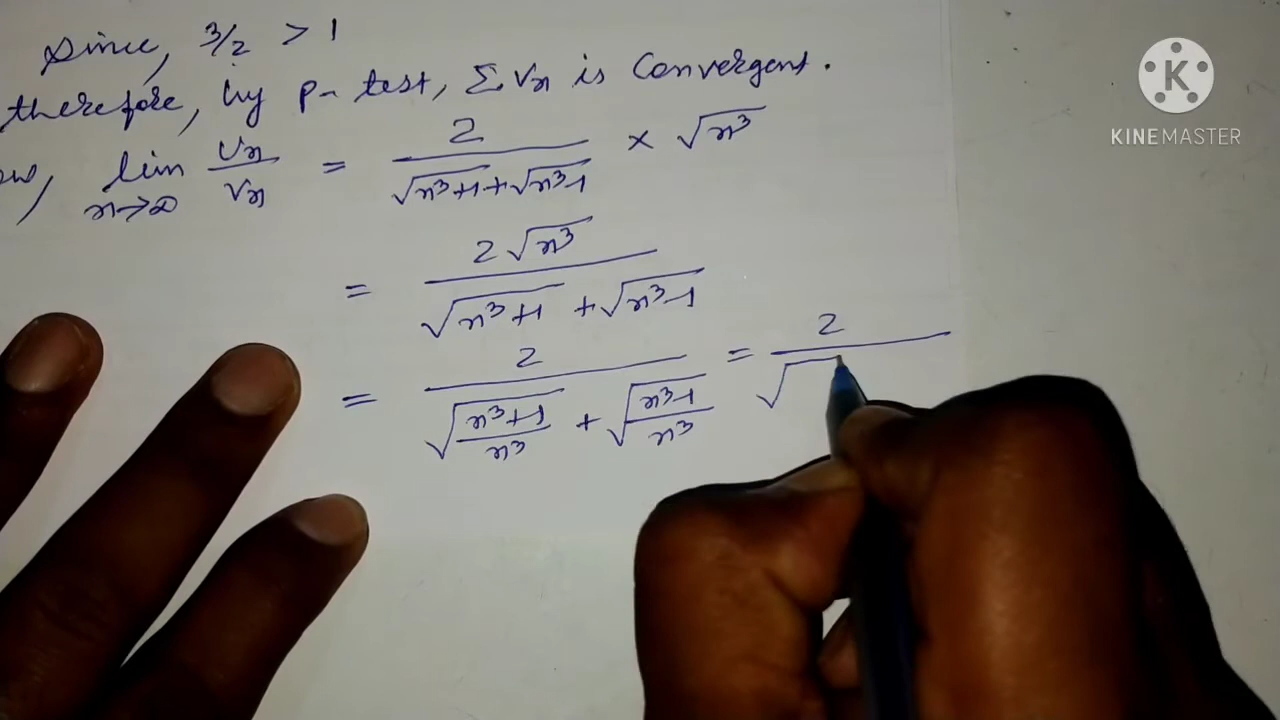 since, 3/2 > 1
therefore, by p-test, Σ Vn is Convergent.
lim n→∞ Un/Vn = 2/(√(n³+1)+√(n³-1)) × √n³
= 2√n³/(√(n³+1) + √(n³-1))
= 2/(√((n³+1)/n³) + √((n³-1)/n³)) = 2/√
KINEMASTER